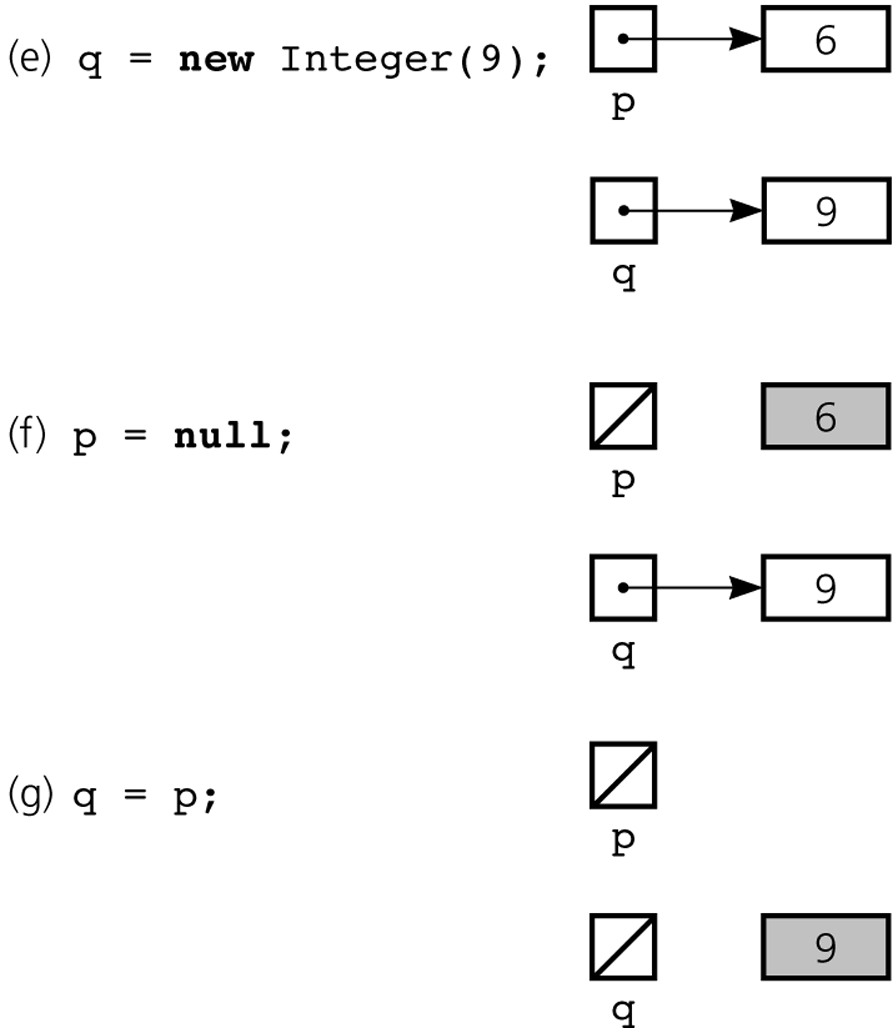 (e) q = new Integer(9);
6
p
9
q
(f) p = null;
6
p
9
q
(g) q = p;
p
9
q